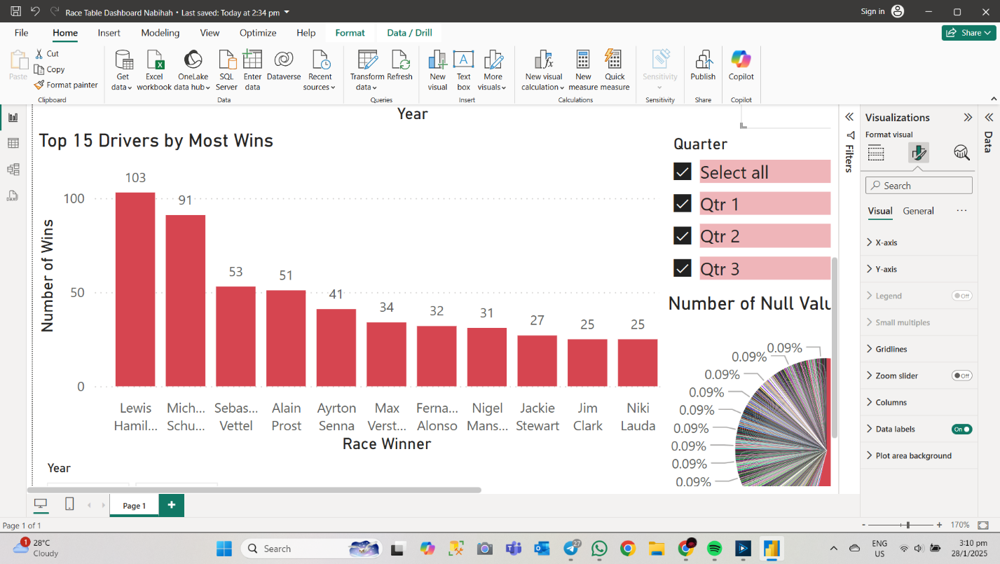 Race Table Dashboard Nabihah • Last saved: Today at 2:34 pm
Sign in
File Home Insert Modeling View Optimize Help Format Data / Drill Share
Paste
Cut
Copy
Format painter
Clipboard
Get data
Excel workbook
OneLake data hub
SQL Server
Enter data
Dataverse
Recent sources
Data
Transform data
Refresh
Queries
New visual
Text box
More visuals
Insert
New visual calculation
New measure
Quick measure
Calculations
Sensitivity
Sensitivity
Publish
Share
Copilot
Copilot
Year
Top 15 Drivers by Most Wins
Number of Wins
100
50
0
103
91
53
51
41
34
32
31
27
25
25
Lewis Hamil...
Mich... Schu...
Sebas... Vettel
Alain Prost
Ayrton Senna
Max Verst...
Ferna... Alonso
Nigel Mans...
Jackie Stewart
Jim Clark
Niki Lauda
Race Winner
Year
Quarter
Select all
Qtr 1
Qtr 2
Qtr 3
Number of Null Valu
0.09%
0.09%
0.09%
0.09%
0.09%
0.09%
0.09%
0.09%
0.09%
Filters
Visualizations
Format visual
Search
Visual General ...
X-axis
Y-axis
Legend Off
Small multiples
Gridlines
Zoom slider Off
Columns
Data labels On
Plot area background
Data
Page 1
+
Page 1 of 1
- + 170%
1
28°C
Cloudy
Search
27
ENG
US
3:10 pm
28/1/2025